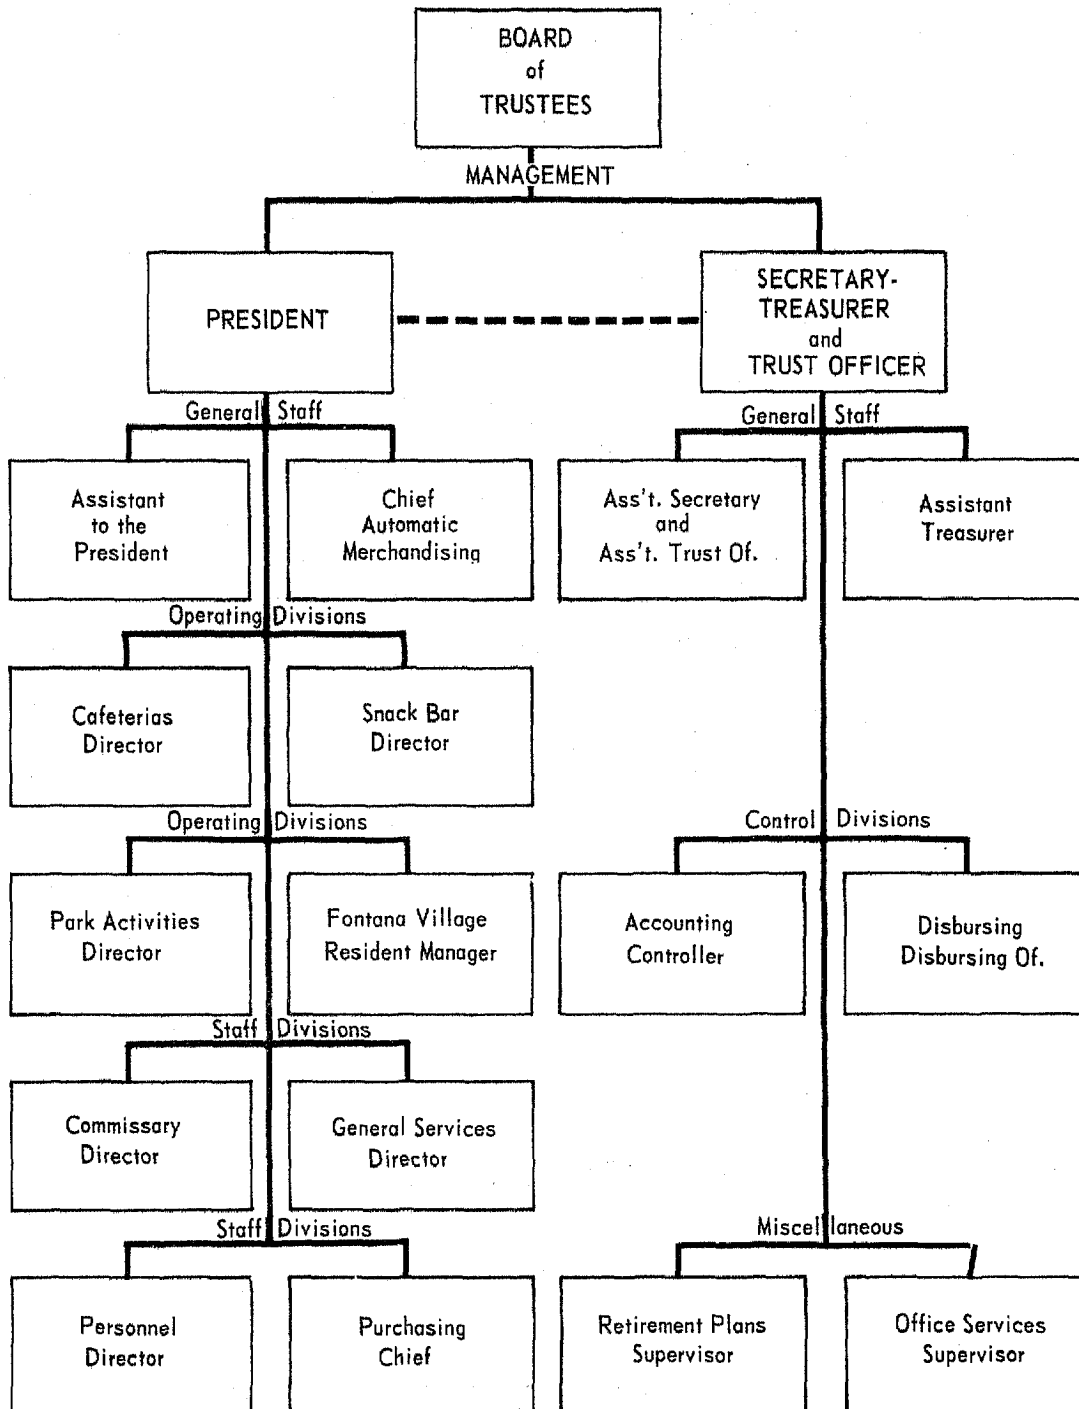 BOARD
of
TRUSTEES
MANAGEMENT
PRESIDENT
SECRETARY-
TREASURER
and
TRUST OFFICER
General Staff
General Staff
Assistant
to the
President
Chief
Automatic
Merchandising
Ass't. Secretary
and
Ass't. Trust Of.
Assistant
Treasurer
Operating Divisions
Cafeterias
Director
Snack Bar
Director
Operating Divisions
Control Divisions
Park Activities
Director
Fontana Village
Resident Manager
Accounting
Controller
Disbursing
Disbursing Of.
Staff Divisions
Commissary
Director
General Services
Director
Staff Divisions
Miscellaneous
Personnel
Director
Purchasing
Chief
Retirement Plans
Supervisor
Office Services
Supervisor